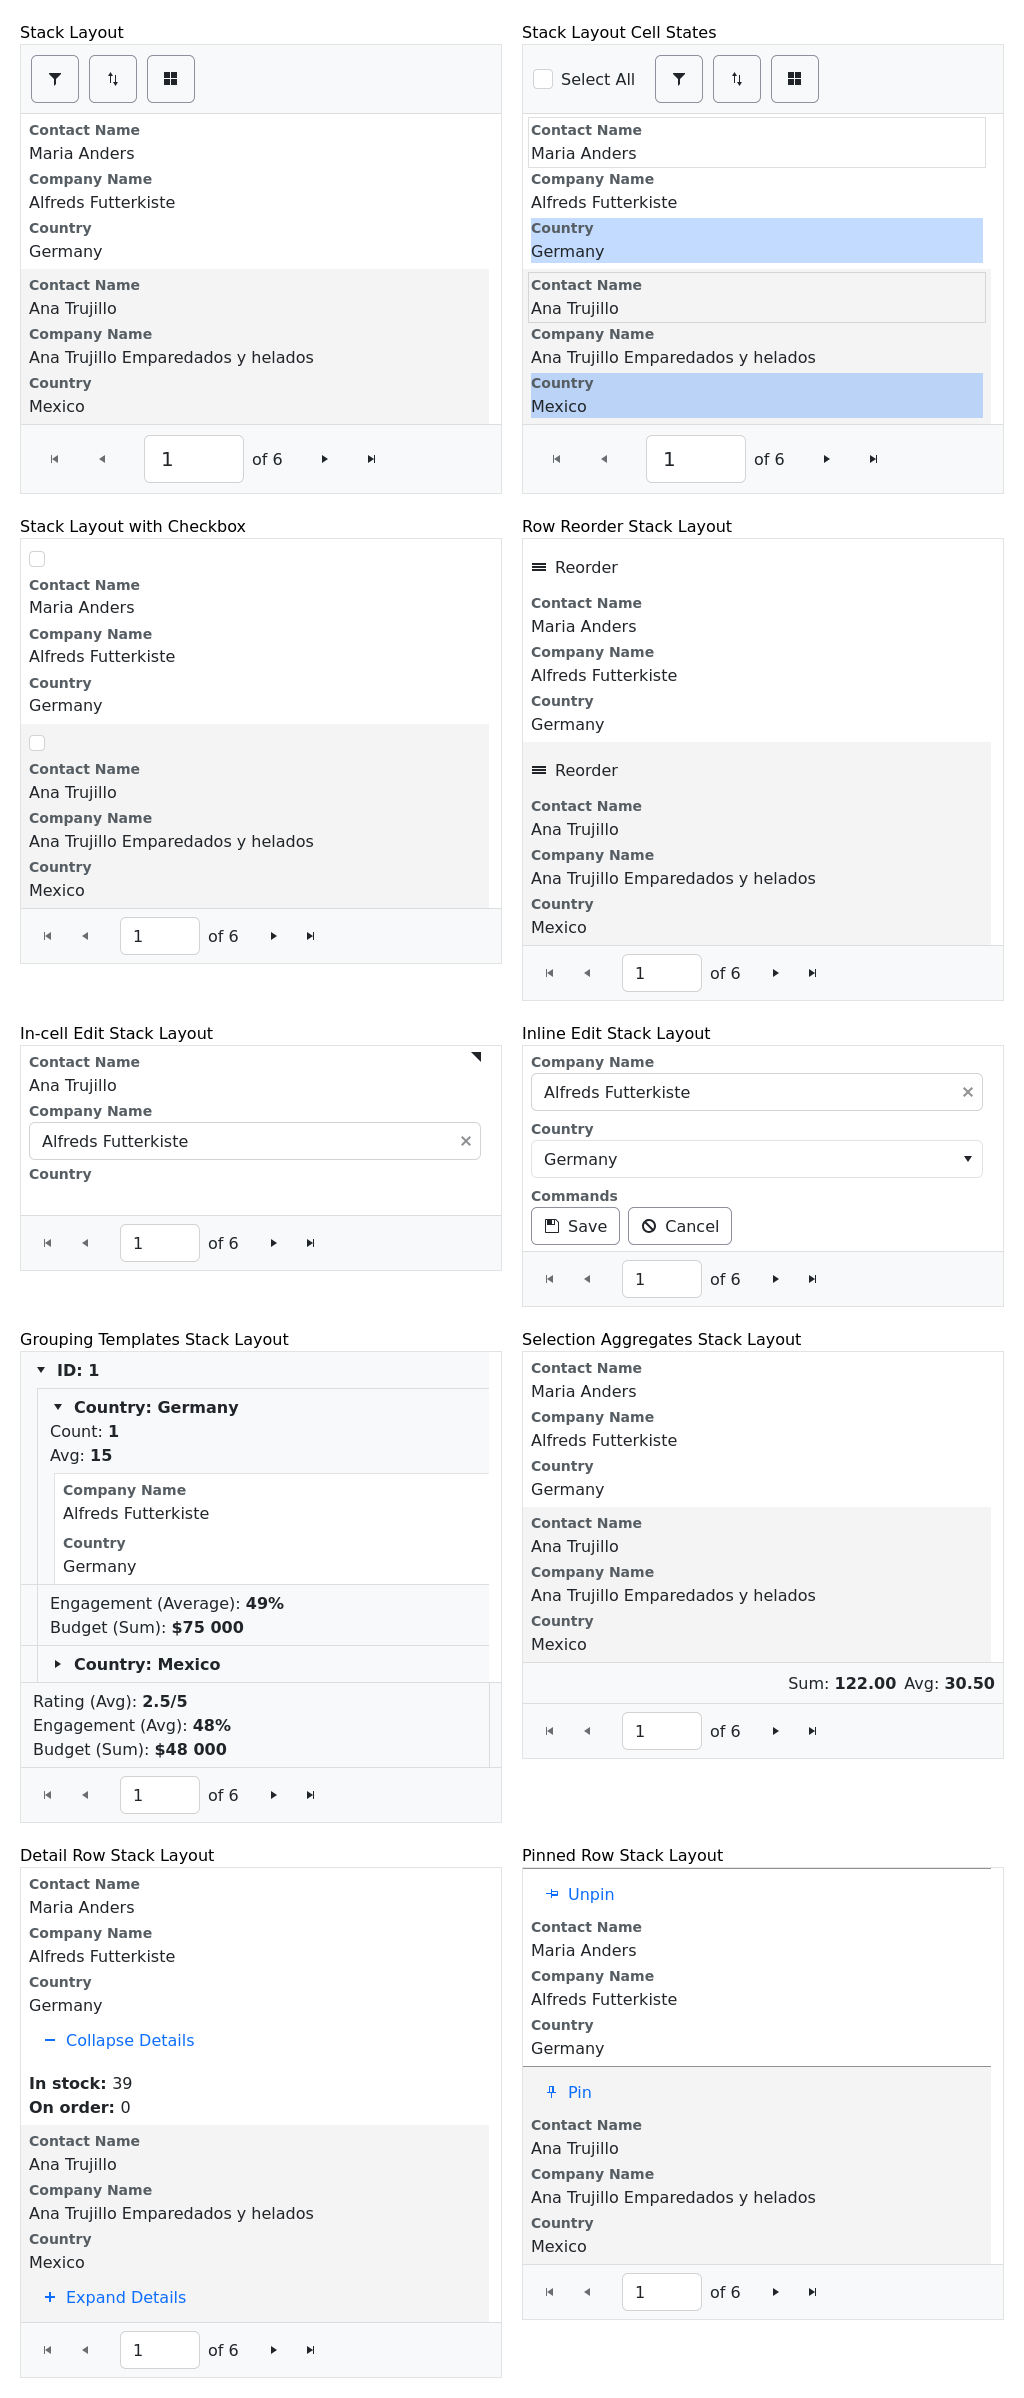 Stack Layout
Contact Name
Maria Anders
Company Name
Alfreds Futterkiste
Country
Germany
Contact Name
Ana Trujillo
Company Name
Ana Trujillo Emparedados y helados
Country
Mexico
1 of 6
Stack Layout Cell States
Select All
Contact Name
Maria Anders
Company Name
Alfreds Futterkiste
Country
Germany
Contact Name
Ana Trujillo
Company Name
Ana Trujillo Emparedados y helados
Country
Mexico
1 of 6
Stack Layout with Checkbox
Contact Name
Maria Anders
Company Name
Alfreds Futterkiste
Country
Germany
Contact Name
Ana Trujillo
Company Name
Ana Trujillo Emparedados y helados
Country
Mexico
1 of 6
Row Reorder Stack Layout
Reorder
Contact Name
Maria Anders
Company Name
Alfreds Futterkiste
Country
Germany
Reorder
Contact Name
Ana Trujillo
Company Name
Ana Trujillo Emparedados y helados
Country
Mexico
1 of 6
In-cell Edit Stack Layout
Contact Name
Ana Trujillo
Company Name
Alfreds Futterkiste
Country
1 of 6
Inline Edit Stack Layout
Company Name
Alfreds Futterkiste
Country
Germany
Commands
Save Cancel
1 of 6
Grouping Templates Stack Layout
ID: 1
Country: Germany
Count: 1
Avg: 15
Company Name
Alfreds Futterkiste
Country
Germany
Engagement (Average): 49%
Budget (Sum): $75 000
Country: Mexico
Rating (Avg): 2.5/5
Engagement (Avg): 48%
Budget (Sum): $48 000
1 of 6
Selection Aggregates Stack Layout
Contact Name
Maria Anders
Company Name
Alfreds Futterkiste
Country
Germany
Contact Name
Ana Trujillo
Company Name
Ana Trujillo Emparedados y helados
Country
Mexico
Sum: 122.00 Avg: 30.50
1 of 6
Detail Row Stack Layout
Contact Name
Maria Anders
Company Name
Alfreds Futterkiste
Country
Germany
Collapse Details
In stock: 39
On order: 0
Contact Name
Ana Trujillo
Company Name
Ana Trujillo Emparedados y helados
Country
Mexico
Expand Details
1 of 6
Pinned Row Stack Layout
Unpin
Contact Name
Maria Anders
Company Name
Alfreds Futterkiste
Country
Germany
Pin
Contact Name
Ana Trujillo
Company Name
Ana Trujillo Emparedados y helados
Country
Mexico
1 of 6